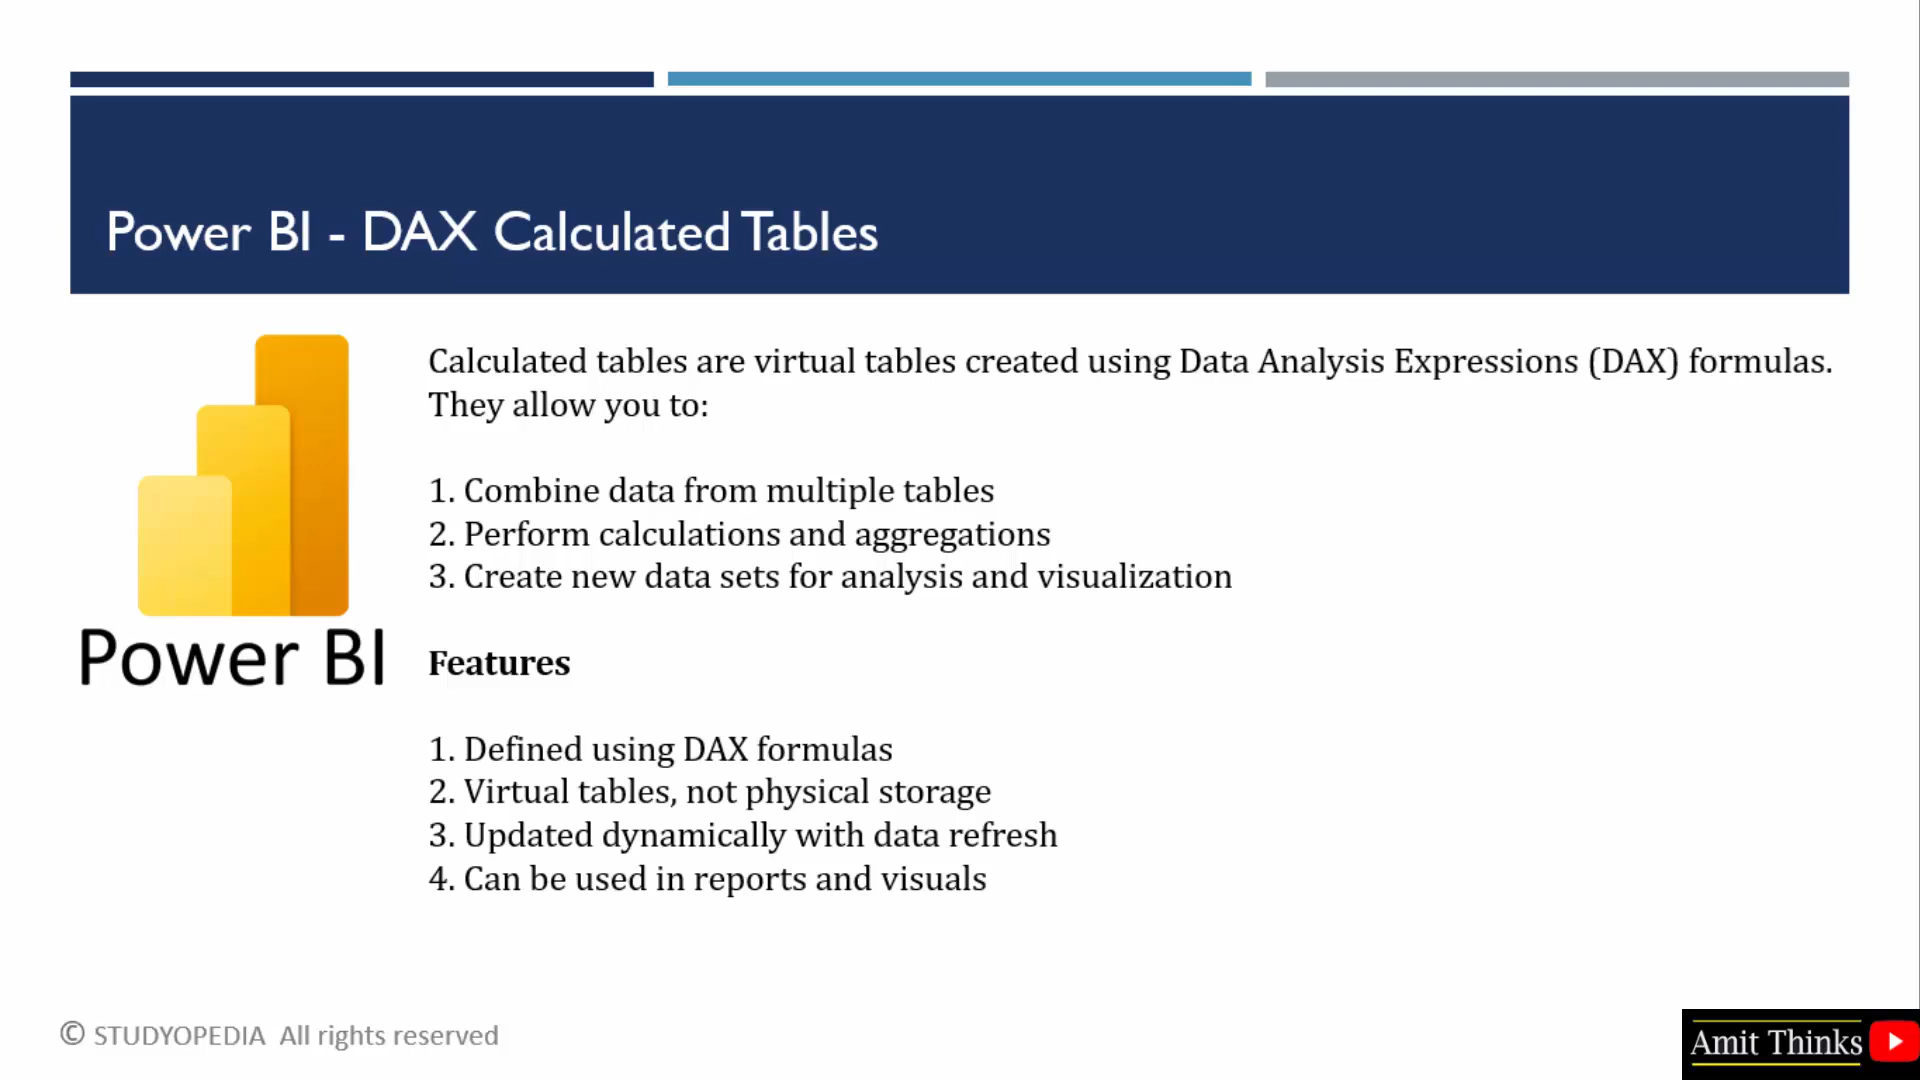 Power BI - DAX Calculated Tables
Calculated tables are virtual tables created using Data Analysis Expressions (DAX) formulas.
They allow you to:
1. Combine data from multiple tables
2. Perform calculations and aggregations
3. Create new data sets for analysis and visualization
Power BI
Features
1. Defined using DAX formulas
2. Virtual tables, not physical storage
3. Updated dynamically with data refresh
4. Can be used in reports and visuals
© STUDYOPEDIA All rights reserved
Amit Thinks